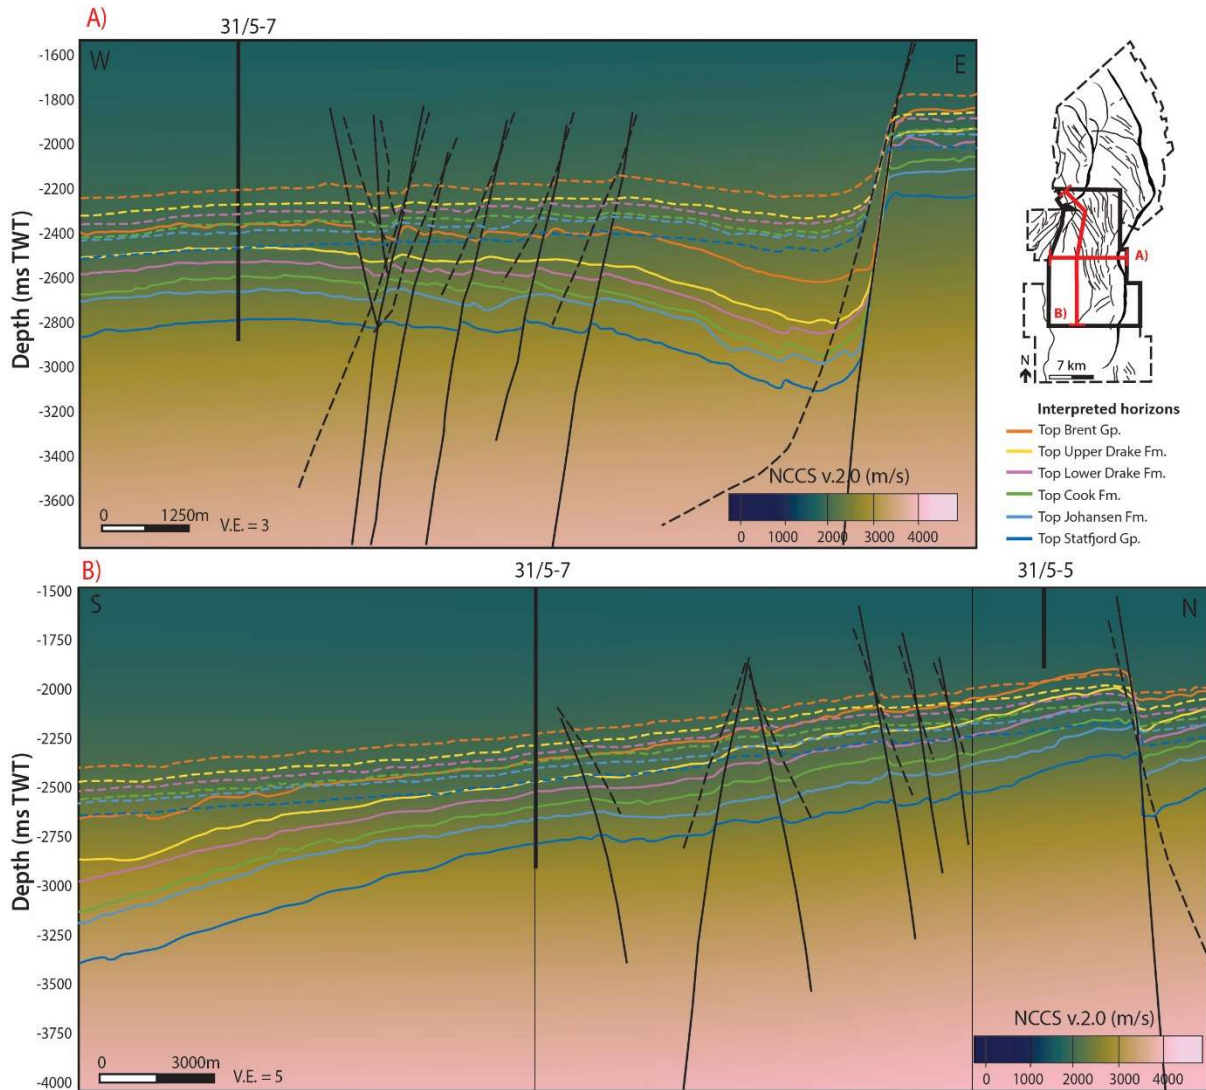 A)
31/5-7
W
E
-1600
-1800
-2000
-2200
-2400
-2600
-2800
-3000
-3200
-3400
-3600
Depth (ms TWT)
0 1250m
V.E. = 3
NCCS v.2.0 (m/s)
0 1000 2000 3000 4000
A)
B)
N
7 km
Interpreted horizons
Top Brent Gp.
Top Upper Drake Fm.
Top Lower Drake Fm.
Top Cook Fm.
Top Johansen Fm.
Top Statfjord Gp.
B)
31/5-7
31/5-5
S
N
-1500
-1750
-2000
-2250
-2500
-2750
-3000
-3250
-3500
-3750
-4000
Depth (ms TWT)
0 3000m
V.E. = 5
NCCS v.2.0 (m/s)
0 1000 2000 3000 4000